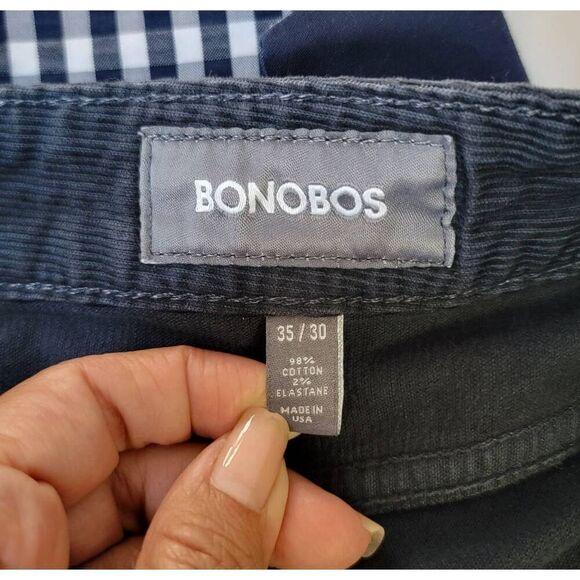 BONOBOS
35 / 30
98%
COTTON
2%
ELASTANE
MADE IN
USA